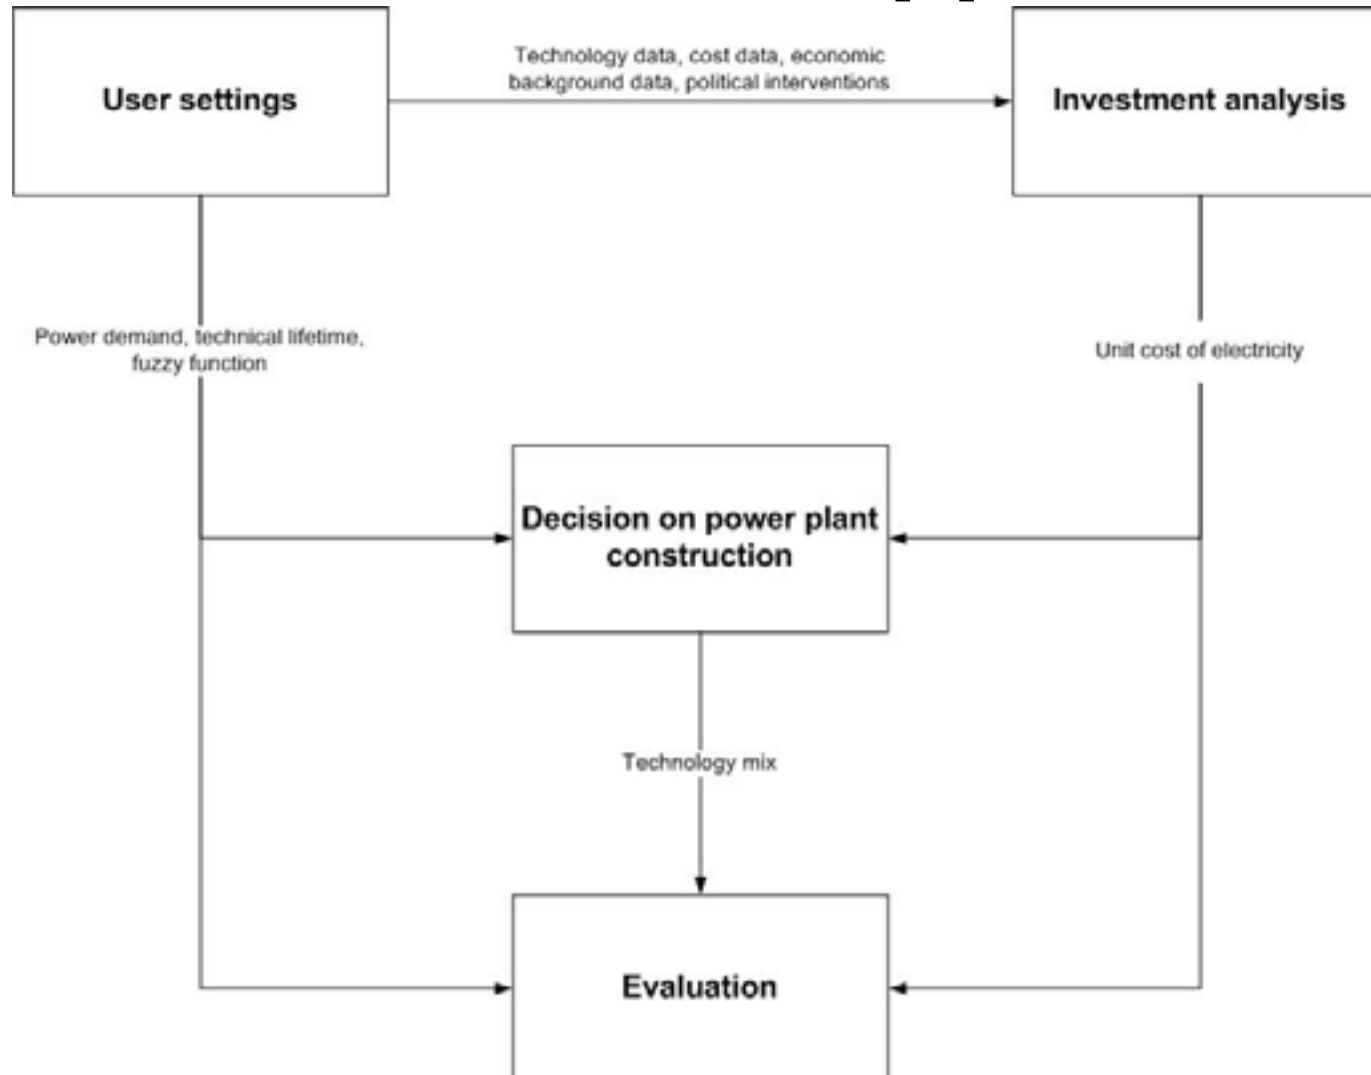 User settings
Technology data, cost data, economic
background data, political interventions
Investment analysis
Power demand, technical lifetime,
fuzzy function
Unit cost of electricity
Decision on power plant
construction
Technology mix
Evaluation